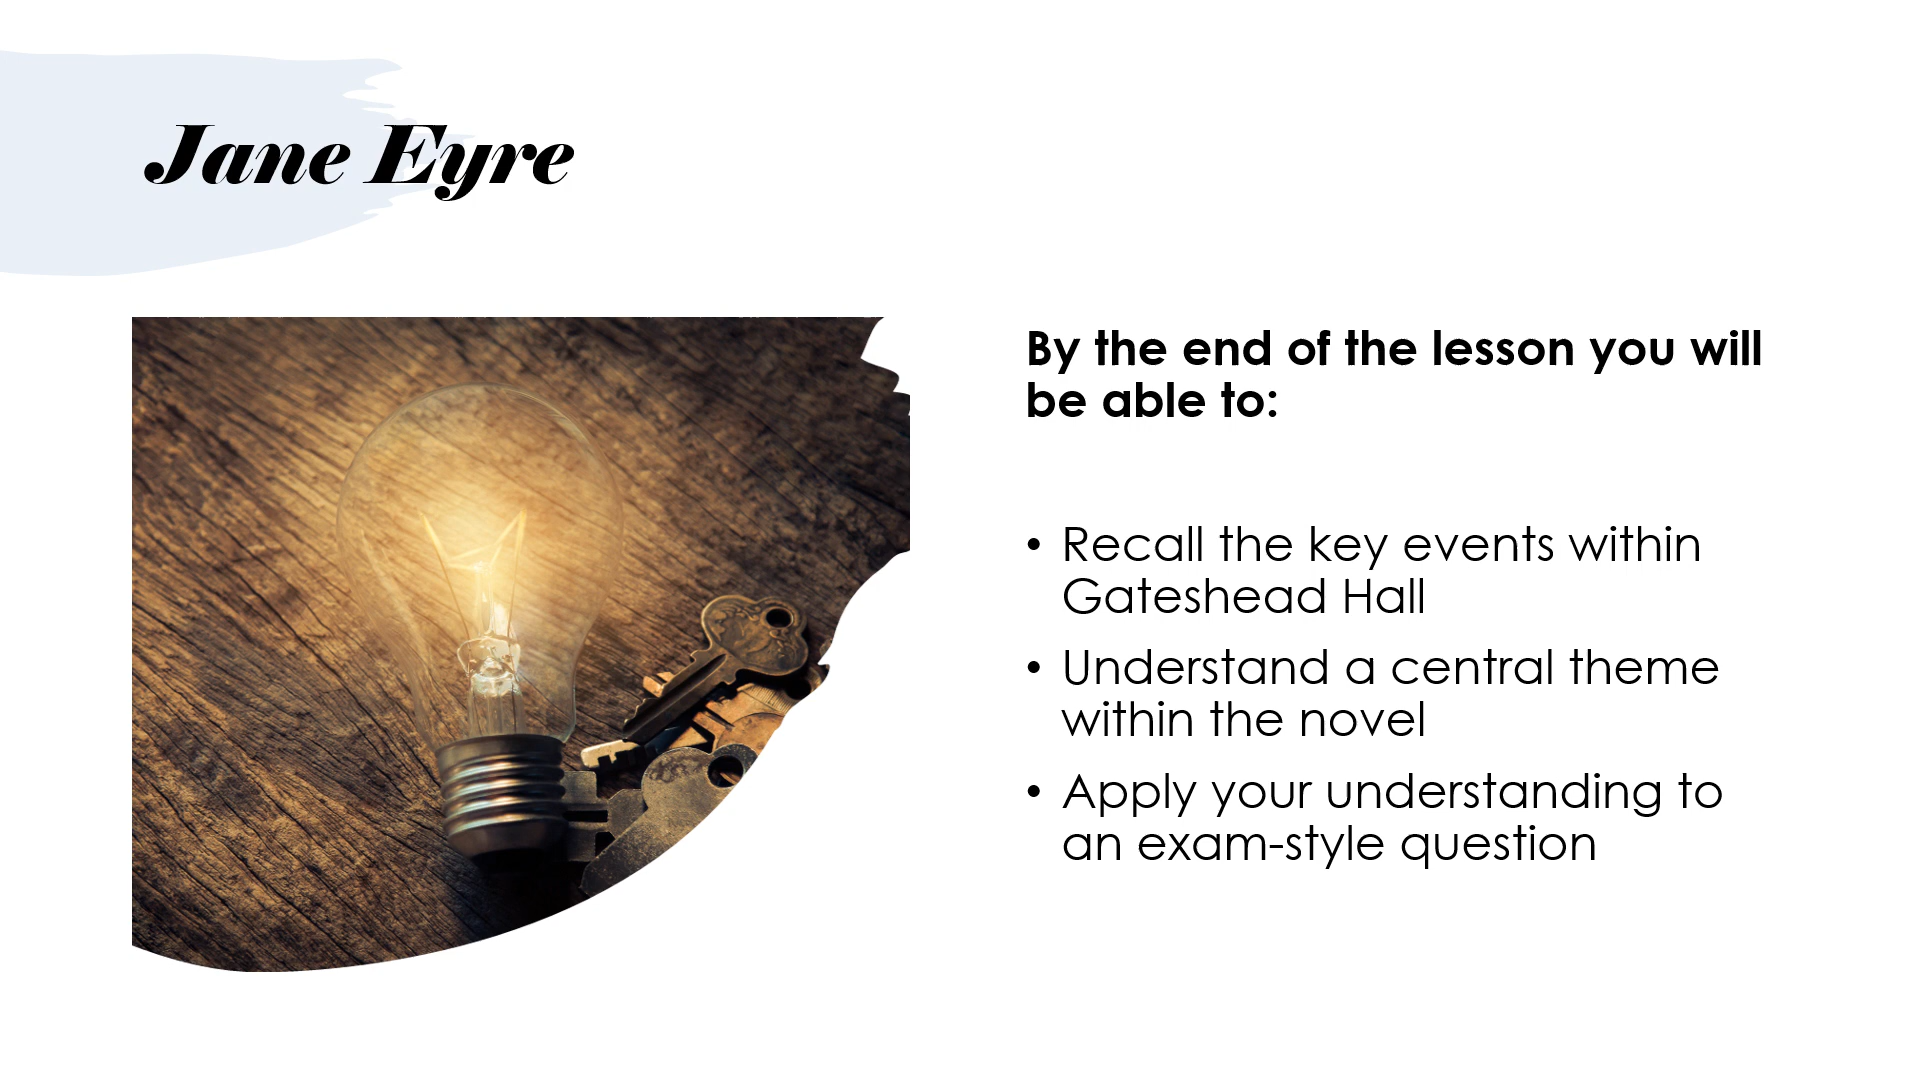 Jane Eyre
By the end of the lesson you will
be able to:
• Recall the key events within
Gateshead Hall
• Understand a central theme
within the novel
• Apply your understanding to
an exam-style question